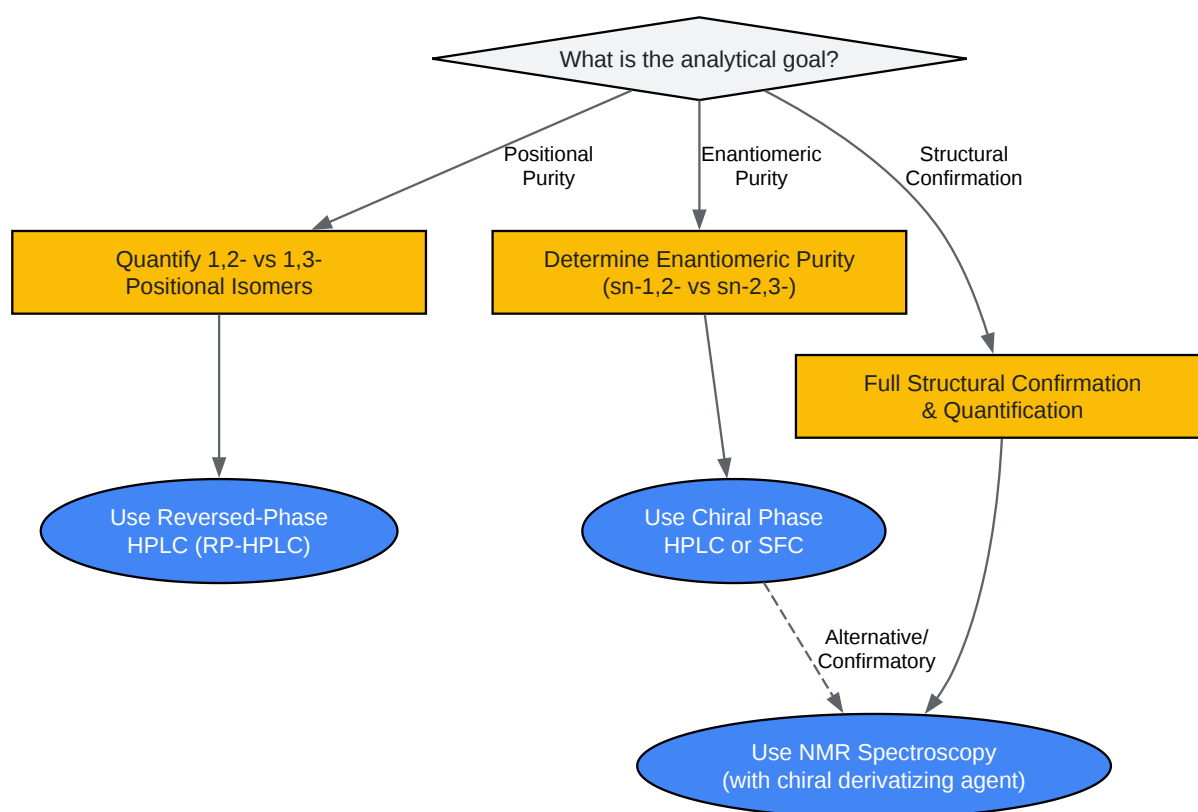 What is the analytical goal?
Positional
Purity
Enantiomeric
Purity
Structural
Confirmation
Quantify 1,2- vs 1,3-
Positional Isomers
Determine Enantiomeric Purity
(sn-1,2- vs sn-2,3-)
Full Structural Confirmation
& Quantification
Use Reversed-Phase
HPLC (RP-HPLC)
Use Chiral Phase
HPLC or SFC
Alternative/
Confirmatory
Use NMR Spectroscopy
(with chiral derivatizing agent)